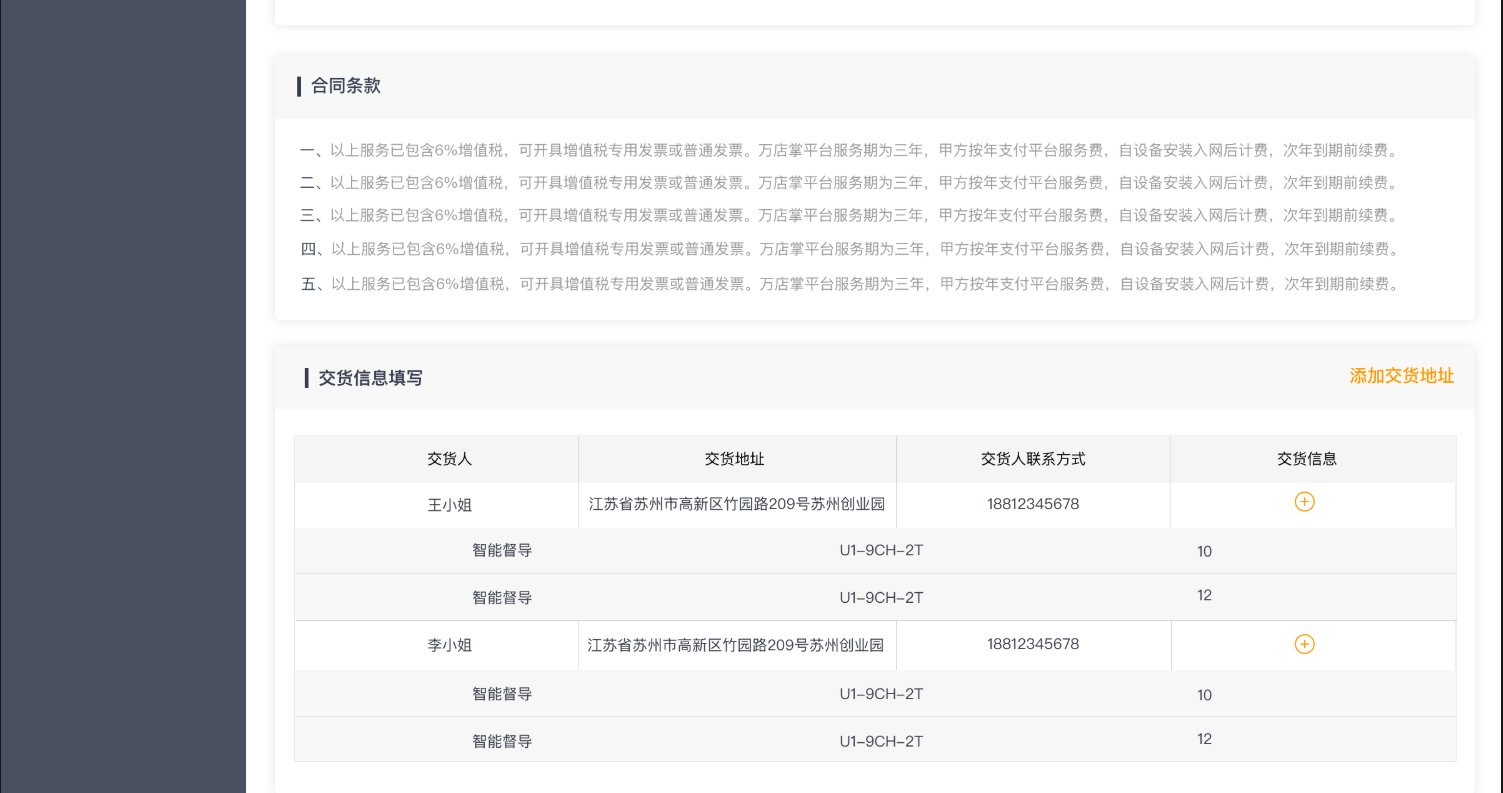 合同条款
一、以上服务已包含6%增值税，可开具增值税专用发票或普通发票。万店掌平台服务期为三年，甲方按年支付平台服务费，自设备安装入网后计费，次年到期前续费。
二、以上服务已包含6%增值税，可开具增值税专用发票或普通发票。万店掌平台服务期为三年，甲方按年支付平台服务费，自设备安装入网后计费，次年到期前续费。
三、以上服务已包含6%增值税，可开具增值税专用发票或普通发票。万店掌平台服务期为三年，甲方按年支付平台服务费，自设备安装入网后计费，次年到期前续费。
四、以上服务已包含6%增值税，可开具增值税专用发票或普通发票。万店掌平台服务期为三年，甲方按年支付平台服务费，自设备安装入网后计费，次年到期前续费。
五、以上服务已包含6%增值税，可开具增值税专用发票或普通发票。万店掌平台服务期为三年，甲方按年支付平台服务费，自设备安装入网后计费，次年到期前续费。
交货信息填写 添加交货地址
交货人 交货地址 交货人联系方式 交货信息
王小姐 江苏省苏州市高新区竹园路209号苏州创业园 18812345678
智能督导 U1-9CH-2T 10
智能督导 U1-9CH-2T 12
李小姐 江苏省苏州市高新区竹园路209号苏州创业园 18812345678
智能督导 U1-9CH-2T 10
智能督导 U1-9CH-2T 12